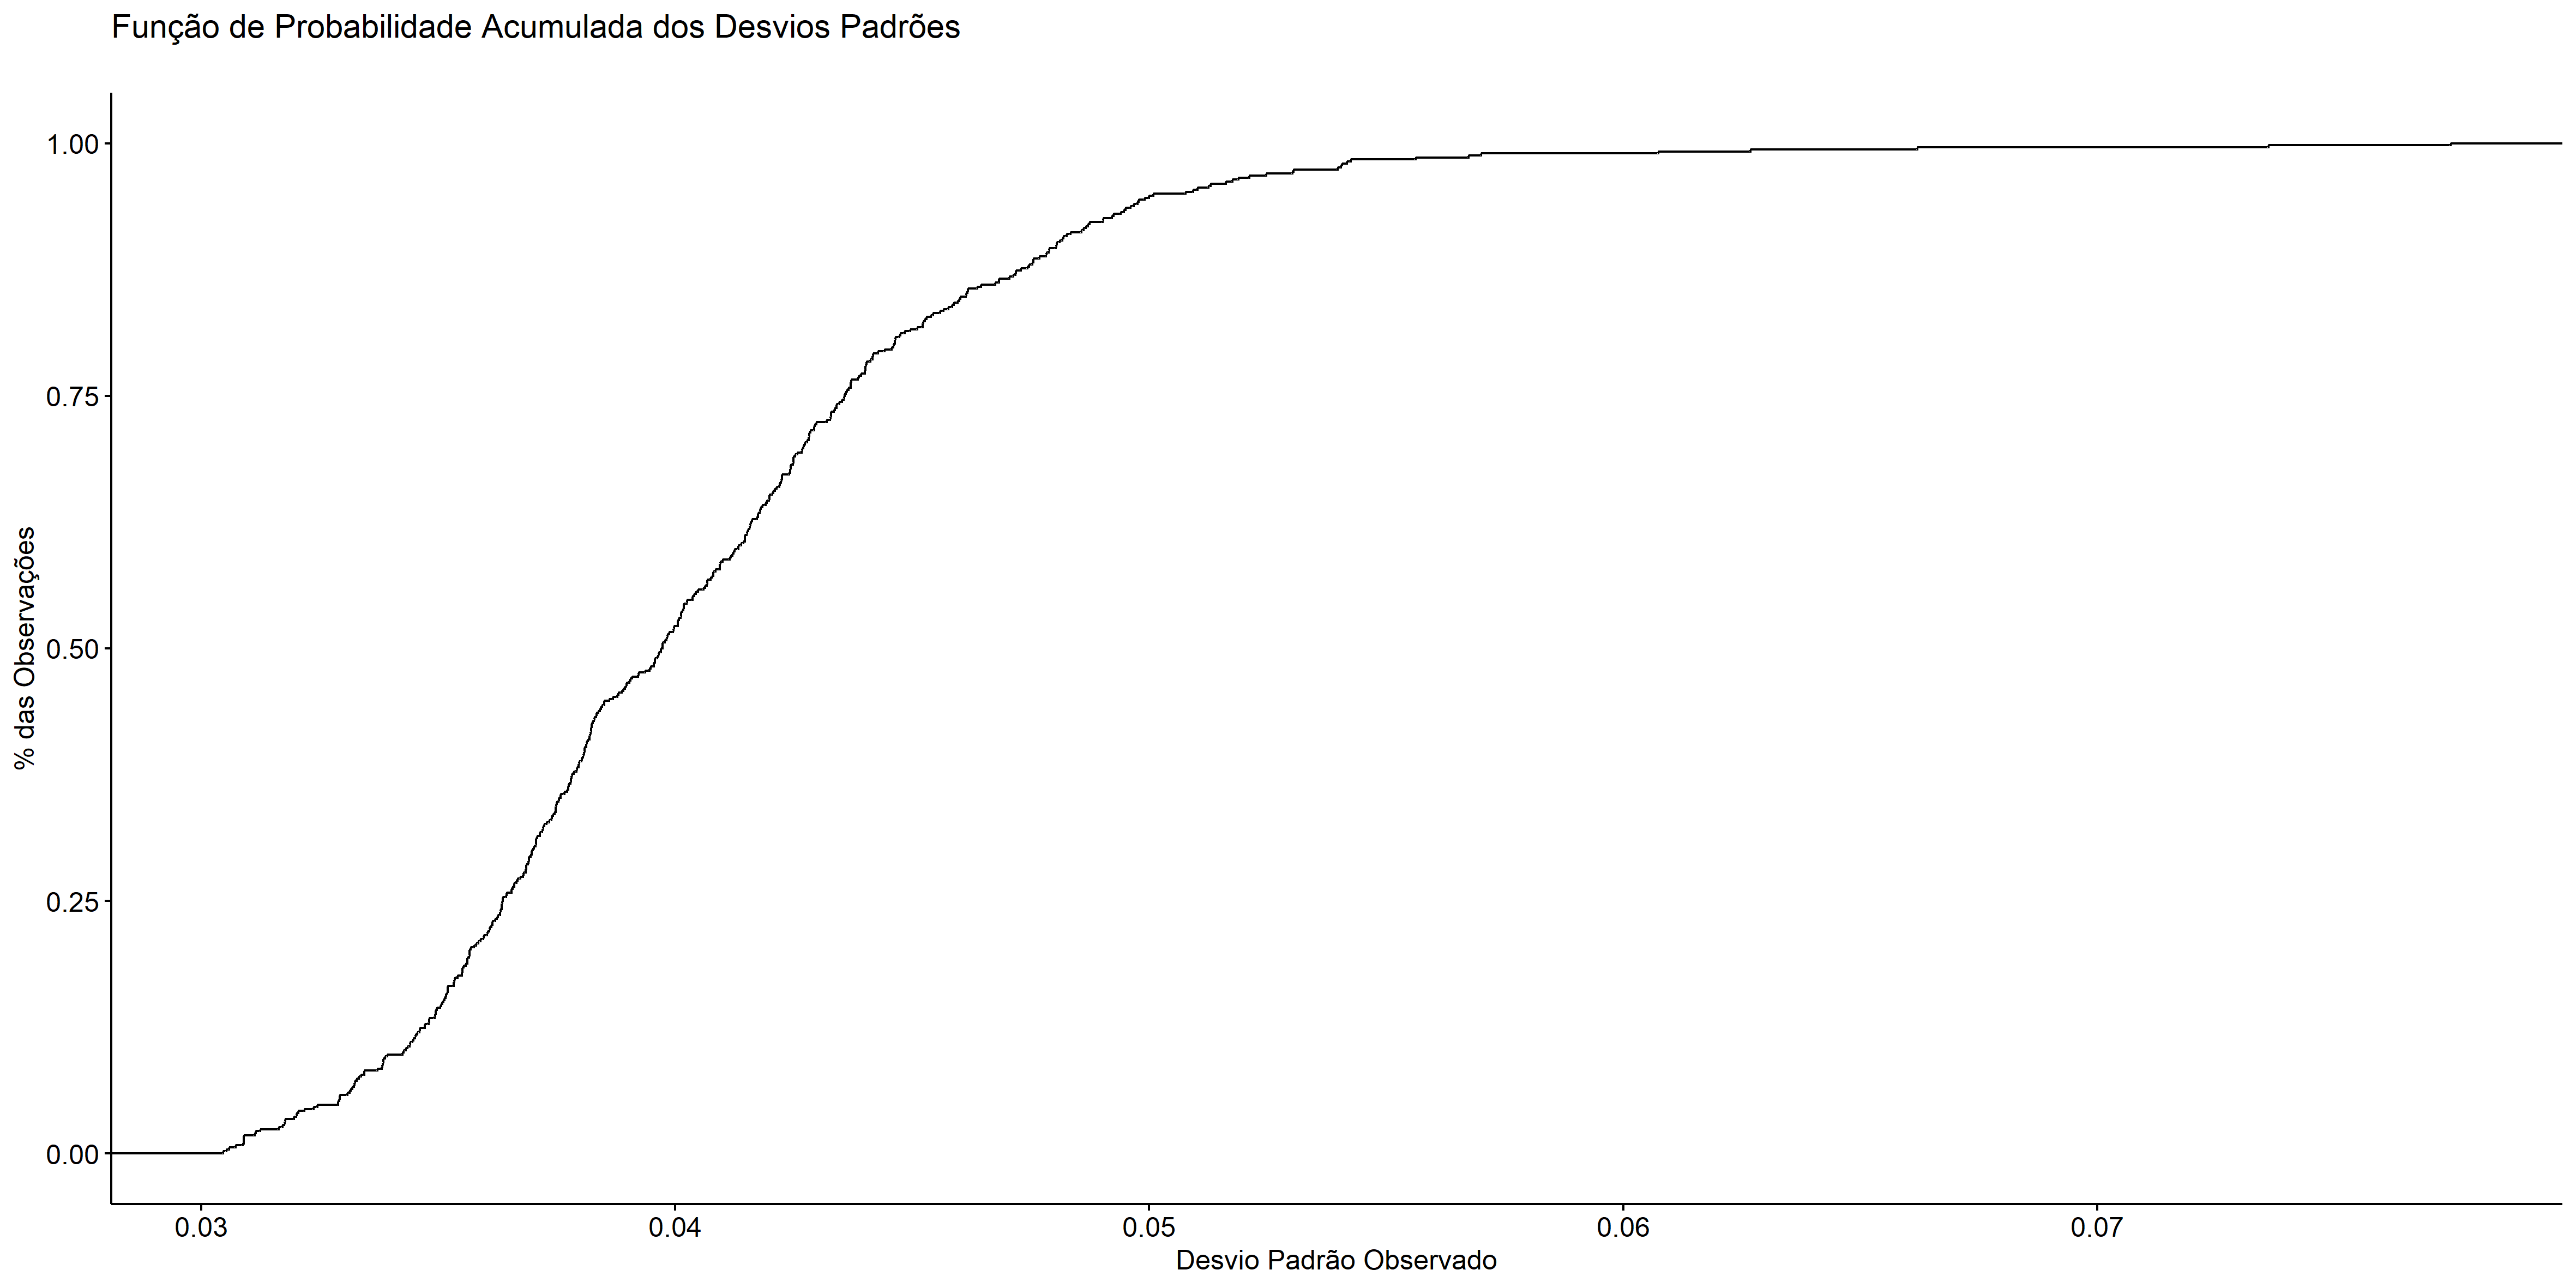 Função de Probabilidade Acumulada dos Desvios Padrões
1.00
0.75
0.50
0.25
0.00
% das Observações
0.03 0.04 0.05 0.06 0.07
Desvio Padrão Observado